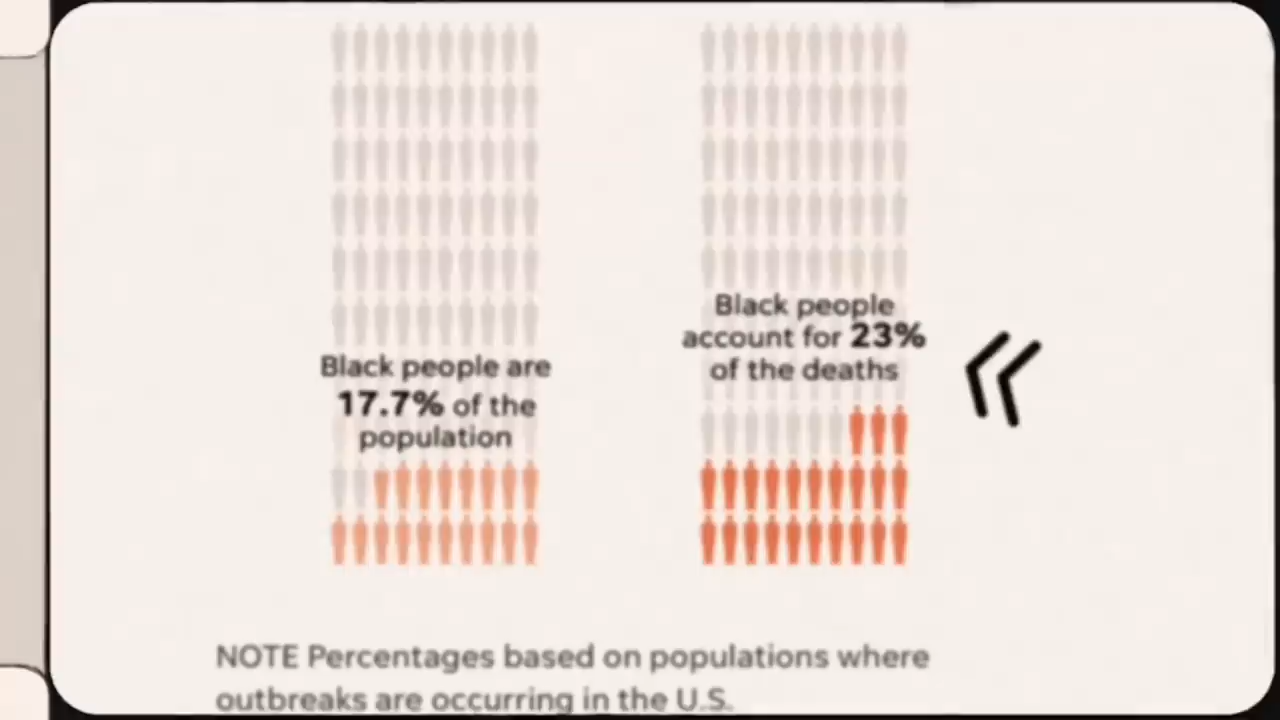 Black people are
17.7% of the
population
Black people
account for 23%
of the deaths
NOTE Percentages based on populations where
outbreaks are occurring in the U.S.